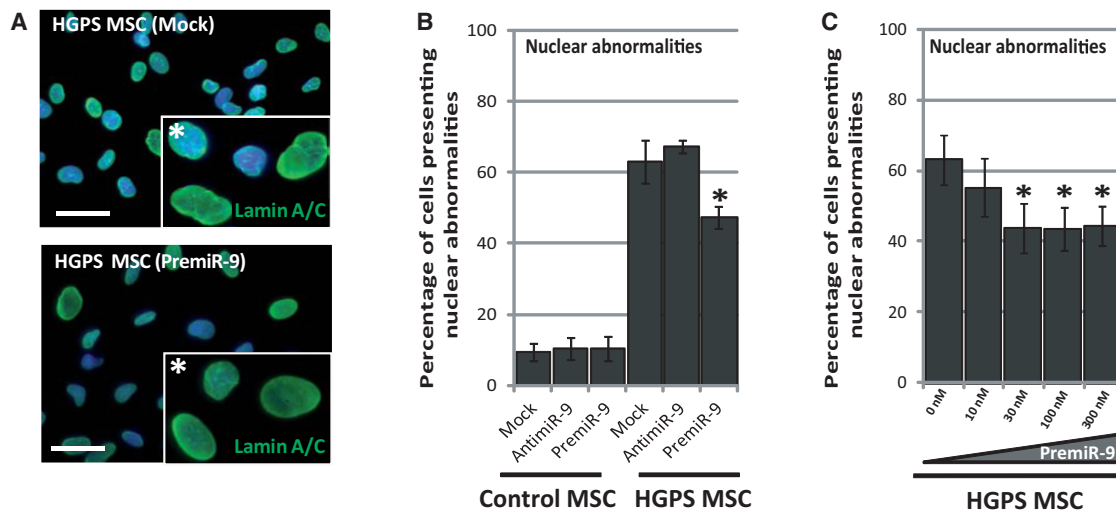 A
HGPS MSC (Mock)
*
Lamin A/C
HGPS MSC (PremiR-9)
*
Lamin A/C
B
Percentage of cells presenting
nuclear abnormalities
100
80
60
40
20
0
Nuclear abnormalities
*
Mock
AntimiR-9
PremiR-9
Mock
AntimiR-9
PremiR-9
Control MSC
HGPS MSC
C
Percentage of cells presenting
nuclear abnormalities
100
80
60
40
20
0
Nuclear abnormalities
* * *
0 nM
10 nM
30 nM
100 nM
300 nM
PremiR-9
HGPS MSC